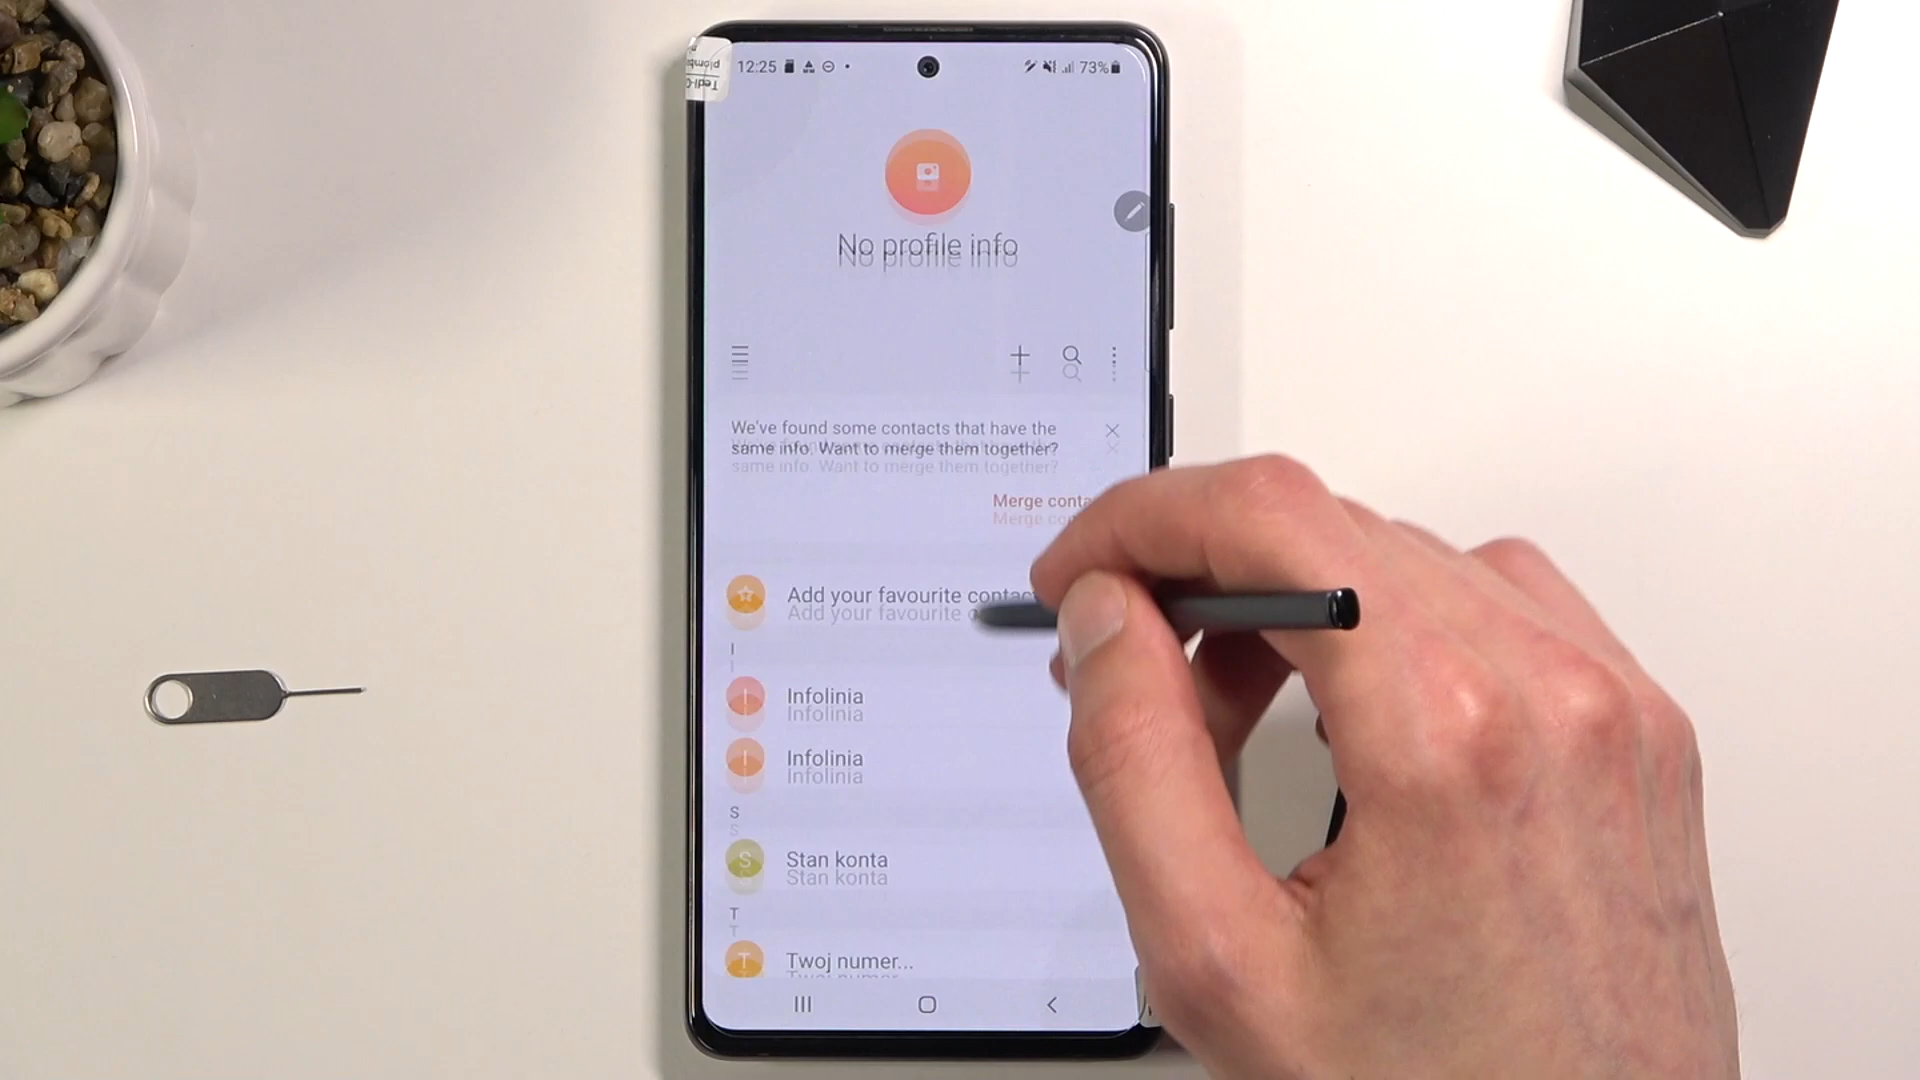 12:25
73%
No profile info
We've found some contacts that have the
same info. Want to merge them together?
Merge
Add your favourite
I
Infolinia
Infolinia
S
Stan konta
T
Twoj numer...